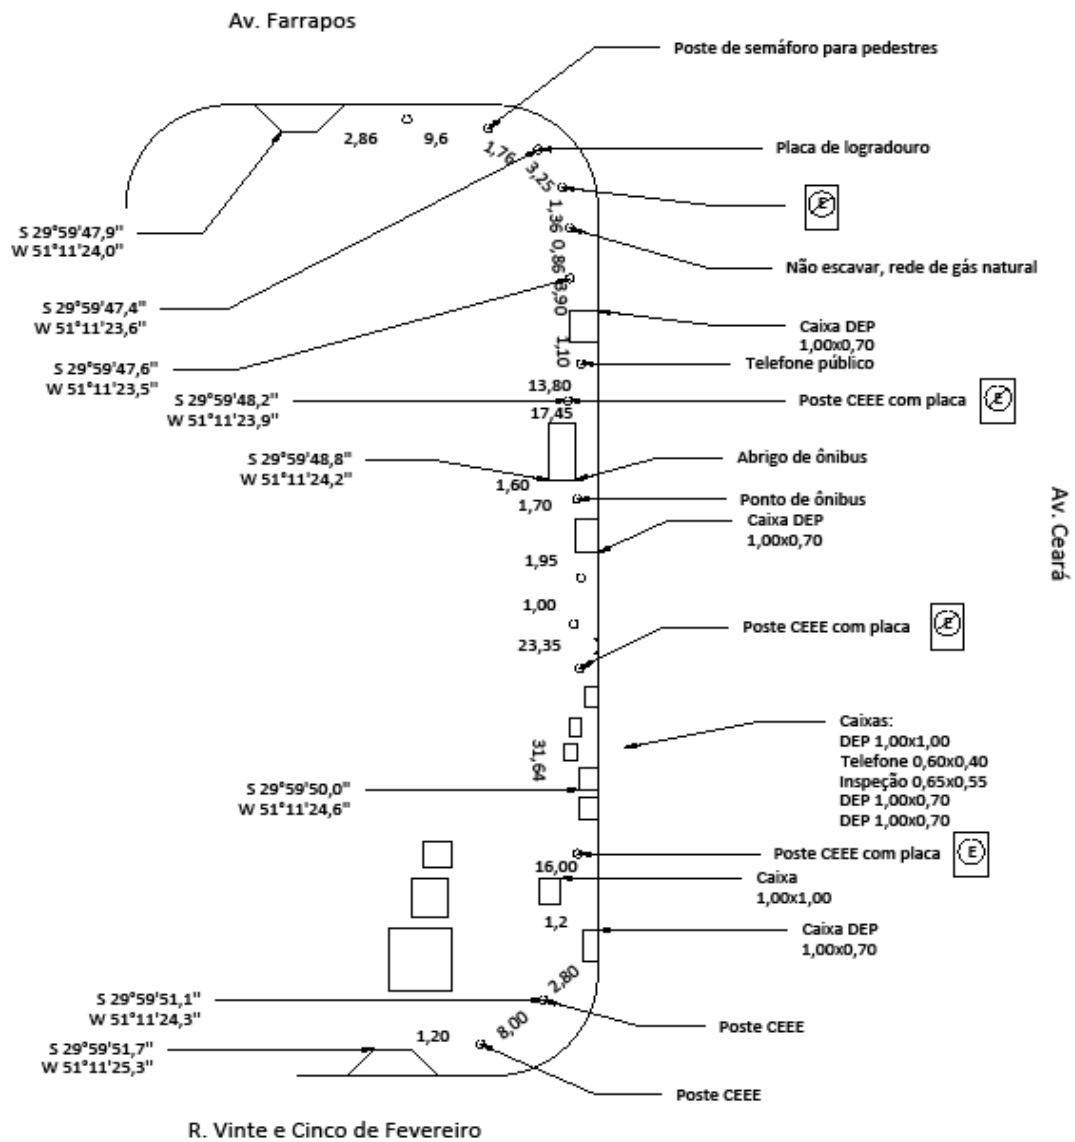 Av. Farrapos
Poste de semáforo para pedestres
2,86
9,6
1,76
Placa de logradouro
3,25
E
S 29°59'47,9"
W 51°11'24,0"
1,36
Não escavar, rede de gás natural
0,86
3,90
S 29°59'47,4"
W 51°11'23,6"
Caixa DEP
1,00x0,70
1,10
Telefone público
S 29°59'47,6"
W 51°11'23,5"
13,80
S 29°59'48,2"
W 51°11'23,9"
Poste CEEE com placa
E
17,45
S 29°59'48,8"
W 51°11'24,2"
Abrigo de ônibus
1,60
1,70
Ponto de ônibus
Av. Ceará
Caixa DEP
1,00x0,70
1,95
1,00
Poste CEEE com placa
E
23,35
Caixas:
DEP 1,00x1,00
Telefone 0,60x0,40
Inspeção 0,65x0,55
DEP 1,00x0,70
DEP 1,00x0,70
31,64
S 29°59'50,0"
W 51°11'24,6"
Poste CEEE com placa
E
16,00
Caixa
1,00x1,00
1,2
Caixa DEP
1,00x0,70
2,80
S 29°59'51,1"
W 51°11'24,3"
8,00
Poste CEEE
1,20
S 29°59'51,7"
W 51°11'25,3"
Poste CEEE
R. Vinte e Cinco de Fevereiro